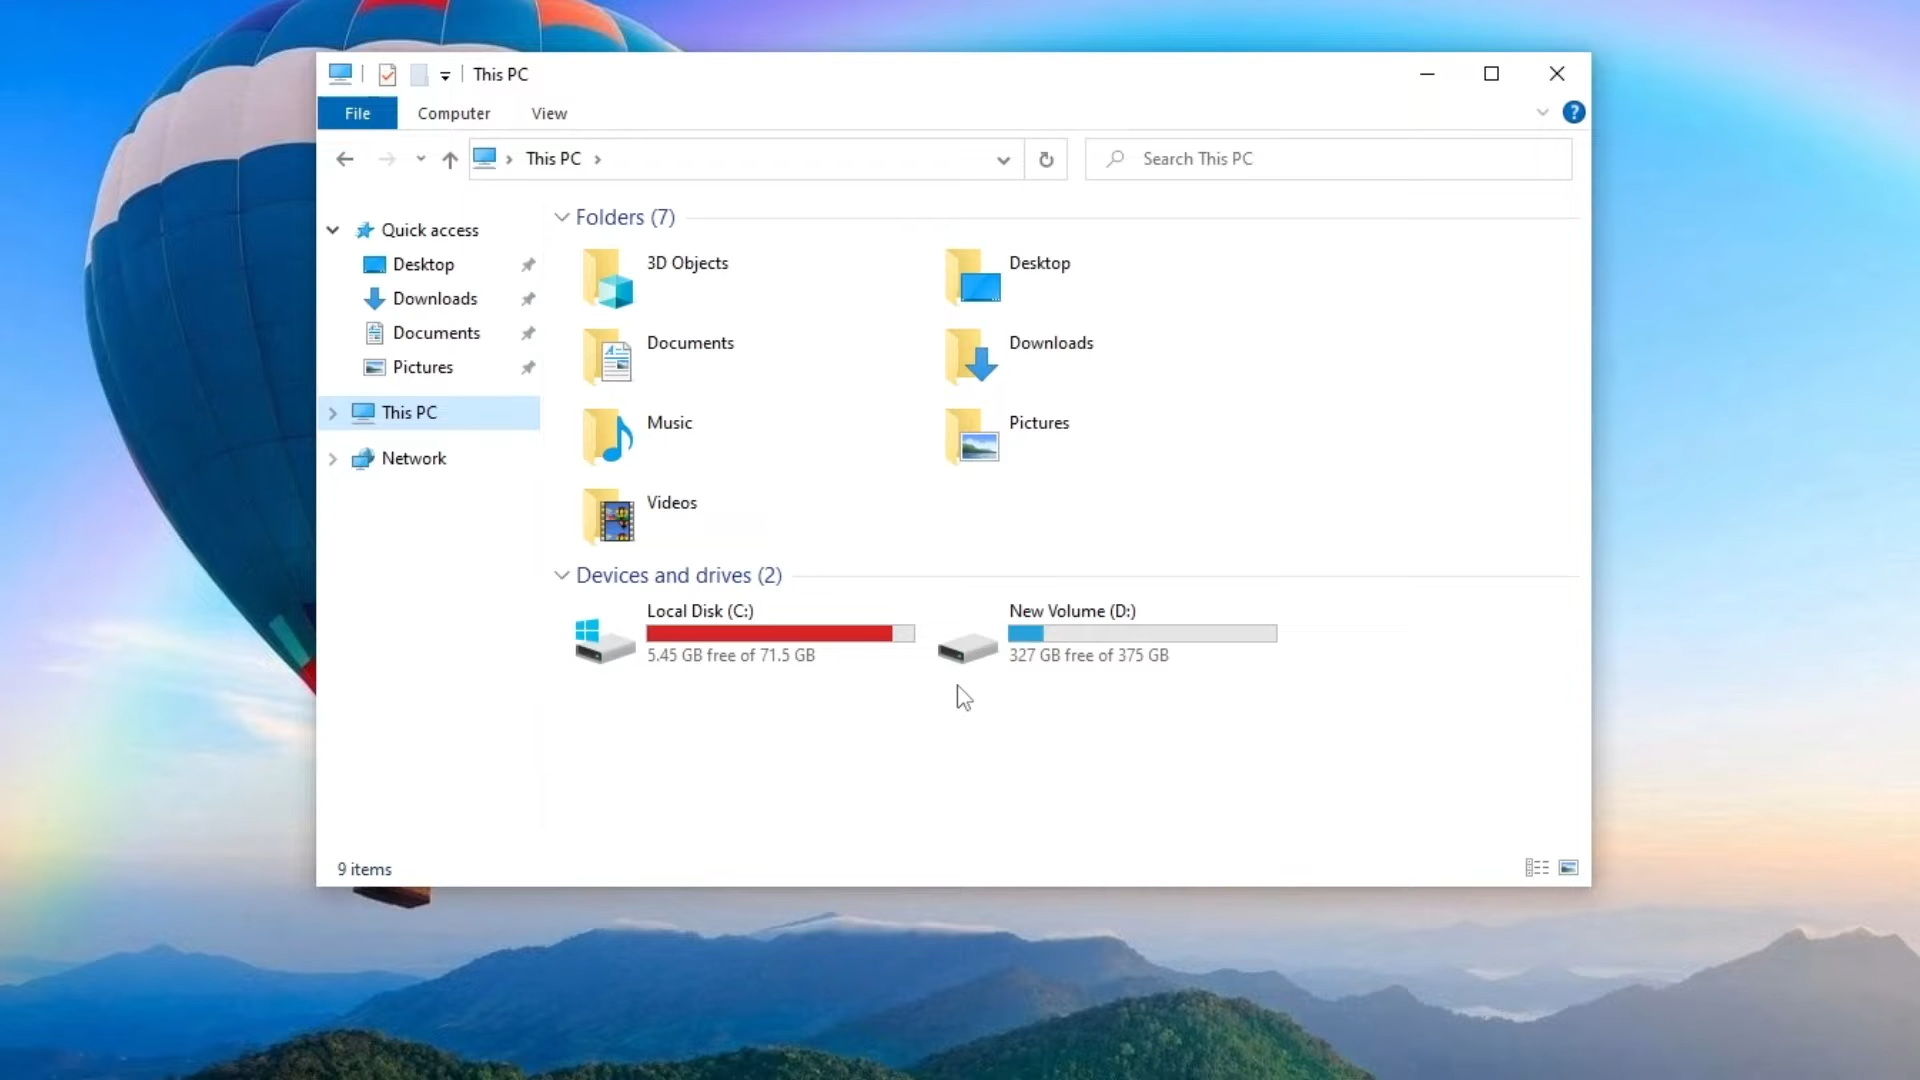 This PC
File Computer View
This PC
Search This PC
Quick access
Desktop
Downloads
Documents
Pictures
This PC
Network
Folders (7)
3D Objects
Desktop
Documents
Downloads
Music
Pictures
Videos
Devices and drives (2)
Local Disk (C:)
5.45 GB free of 71.5 GB
New Volume (D:)
327 GB free of 375 GB
9 items